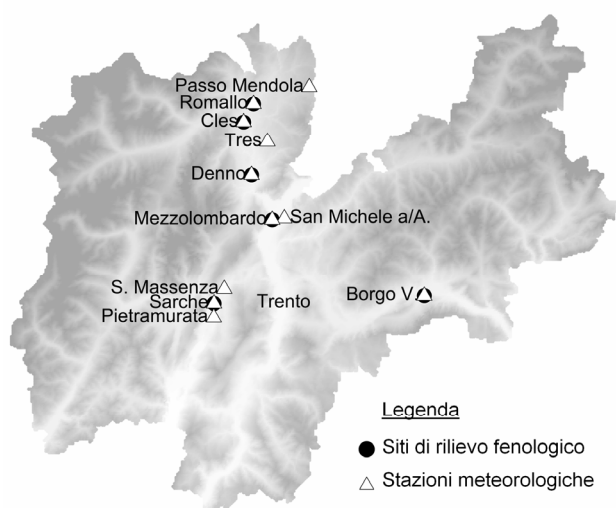 Passo Mendola
Romallo
Cles
Tres
Denno
Mezzolombardo
San Michele a/A.
S. Massenza
Sarche
Trento
Borgo V.
Pietramurata
Legenda
Siti di rilievo fenologico
Stazioni meteorologiche